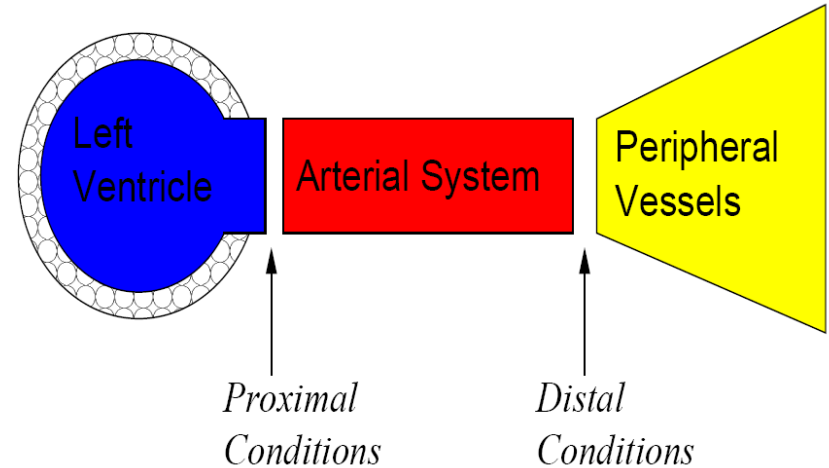 Left
Ventricle
Arterial System
Peripheral
Vessels
Proximal
Conditions
Distal
Conditions